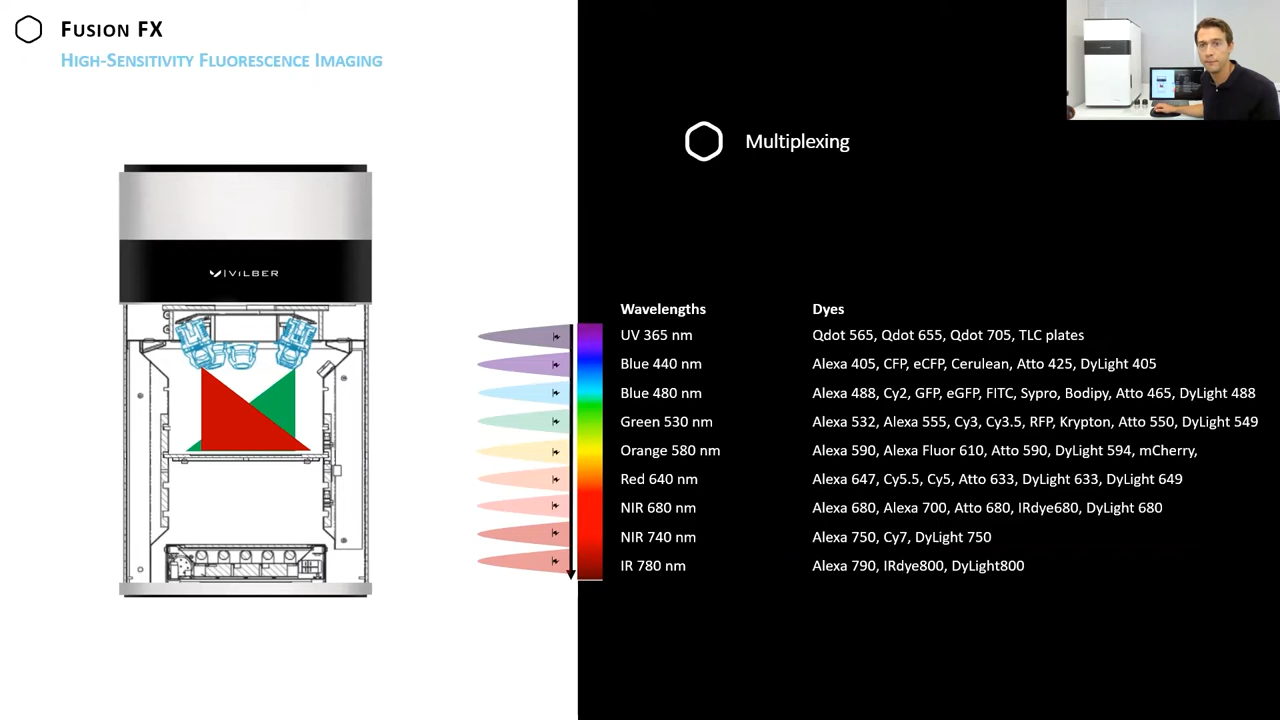 FUSION FX
HIGH-SENSITIVITY FLUORESCENCE IMAGING
Multiplexing
VILBER
Wavelengths Dyes
UV 365 nm Qdot 565, Qdot 655, Qdot 705, TLC plates
Blue 440 nm Alexa 405, CFP, eCFP, Cerulean, Atto 425, DyLight 405
Blue 480 nm Alexa 488, Cy2, GFP, eGFP, FITC, Sypro, Bodipy, Atto 465, DyLight 488
Green 530 nm Alexa 532, Alexa 555, Cy3, Cy3.5, RFP, Krypton, Atto 550, DyLight 549
Orange 580 nm Alexa 590, Alexa Fluor 610, Atto 590, DyLight 594, mCherry,
Red 640 nm Alexa 647, Cy5.5, Cy5, Atto 633, DyLight 633, DyLight 649
NIR 680 nm Alexa 680, Alexa 700, Atto 680, IRdye680, DyLight 680
NIR 740 nm Alexa 750, Cy7, DyLight 750
IR 780 nm Alexa 790, IRdye800, DyLight800